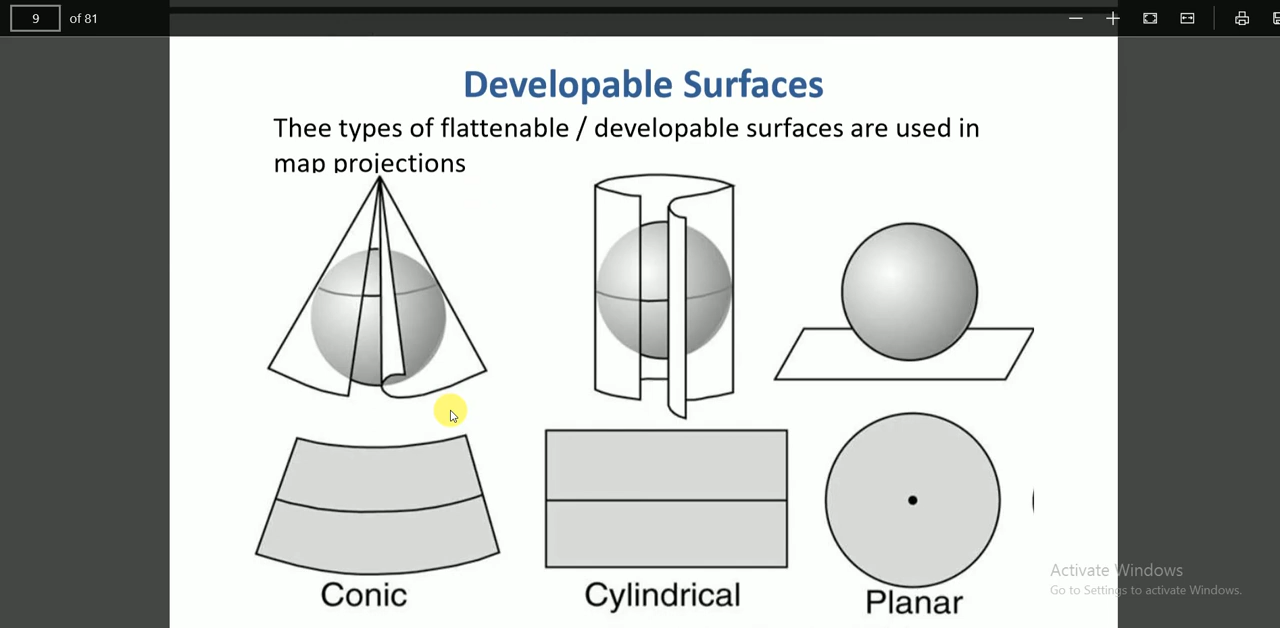 9 of 81
Developable Surfaces
Thee types of flattenable / developable surfaces are used in
map projections
Conic
Cylindrical
Planar
Activate Windows
Go to Settings to activate Windows.